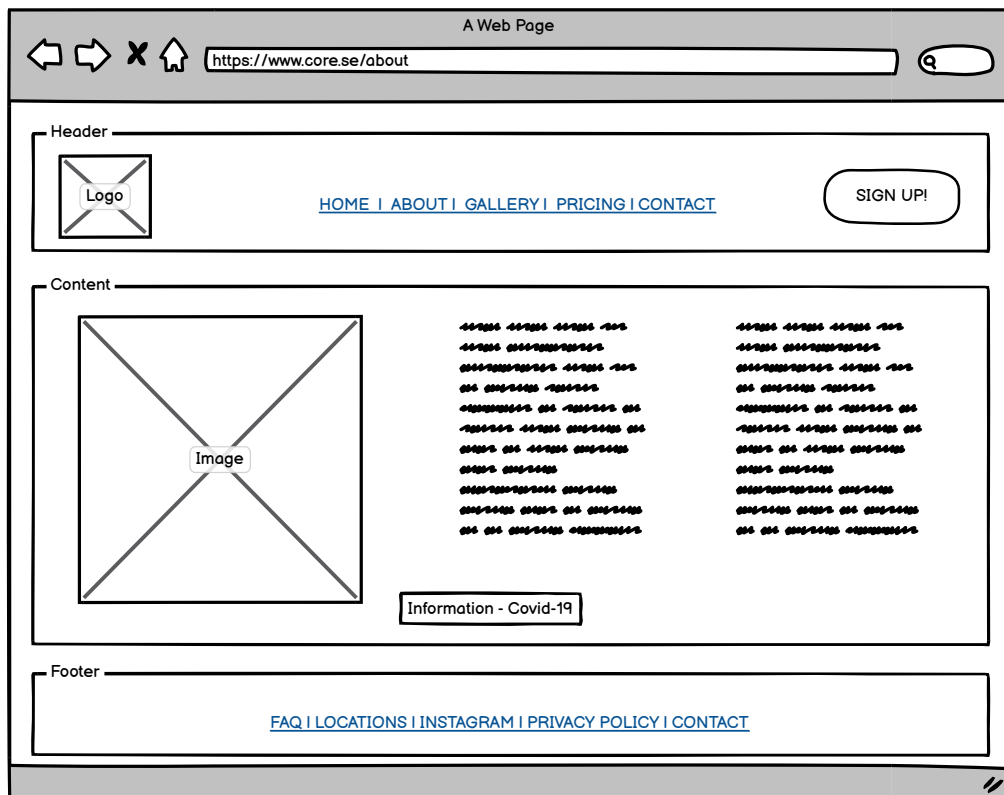 A Web Page
https://www.core.se/about
Header
Logo
HOME | ABOUT | GALLERY | PRICING | CONTACT
SIGN UP!
Content
Image
Information - Covid-19
Footer
FAQ | LOCATIONS | INSTAGRAM | PRIVACY POLICY | CONTACT